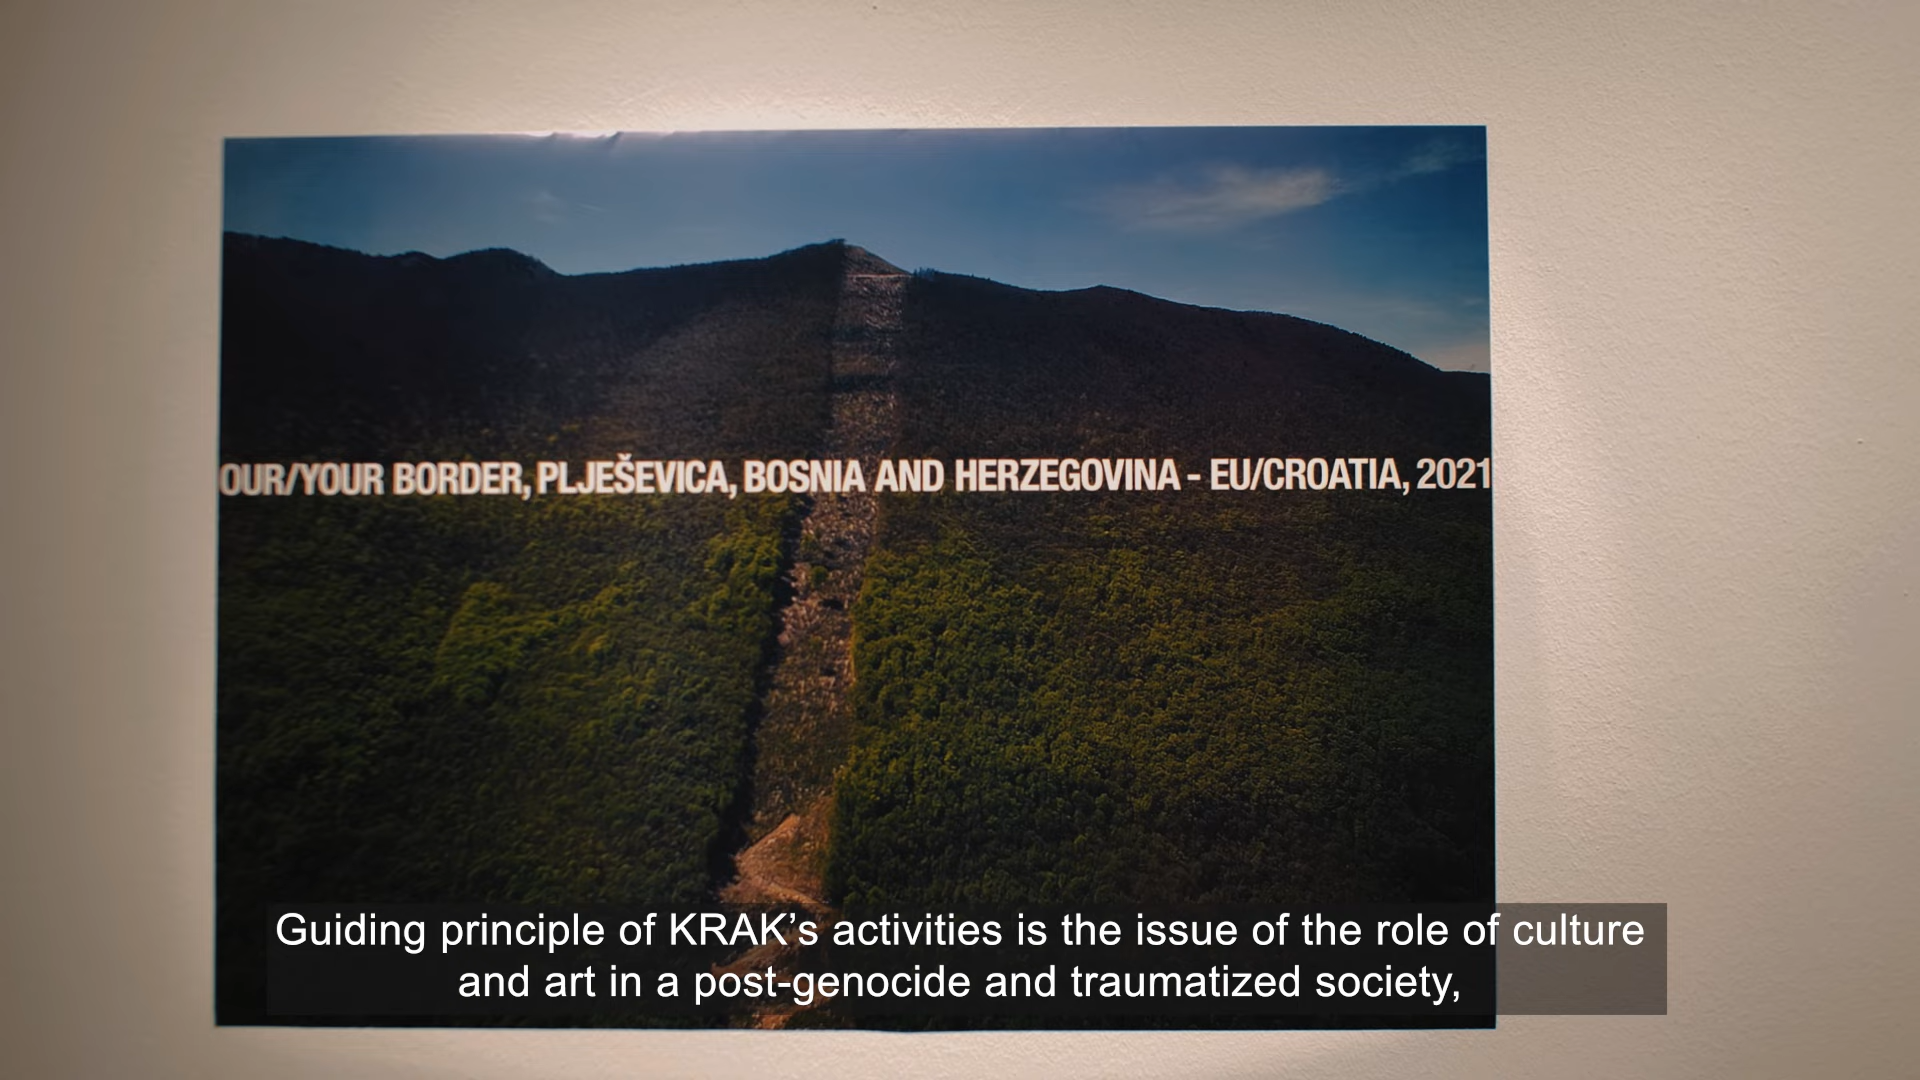 OUR/YOUR BORDER, PLJEŠEVICA, BOSNIA AND HERZEGOVINA - EU/CROATIA, 2021
Guiding principle of KRAK’s activities is the issue of the role of culture
and art in a post-genocide and traumatized society,